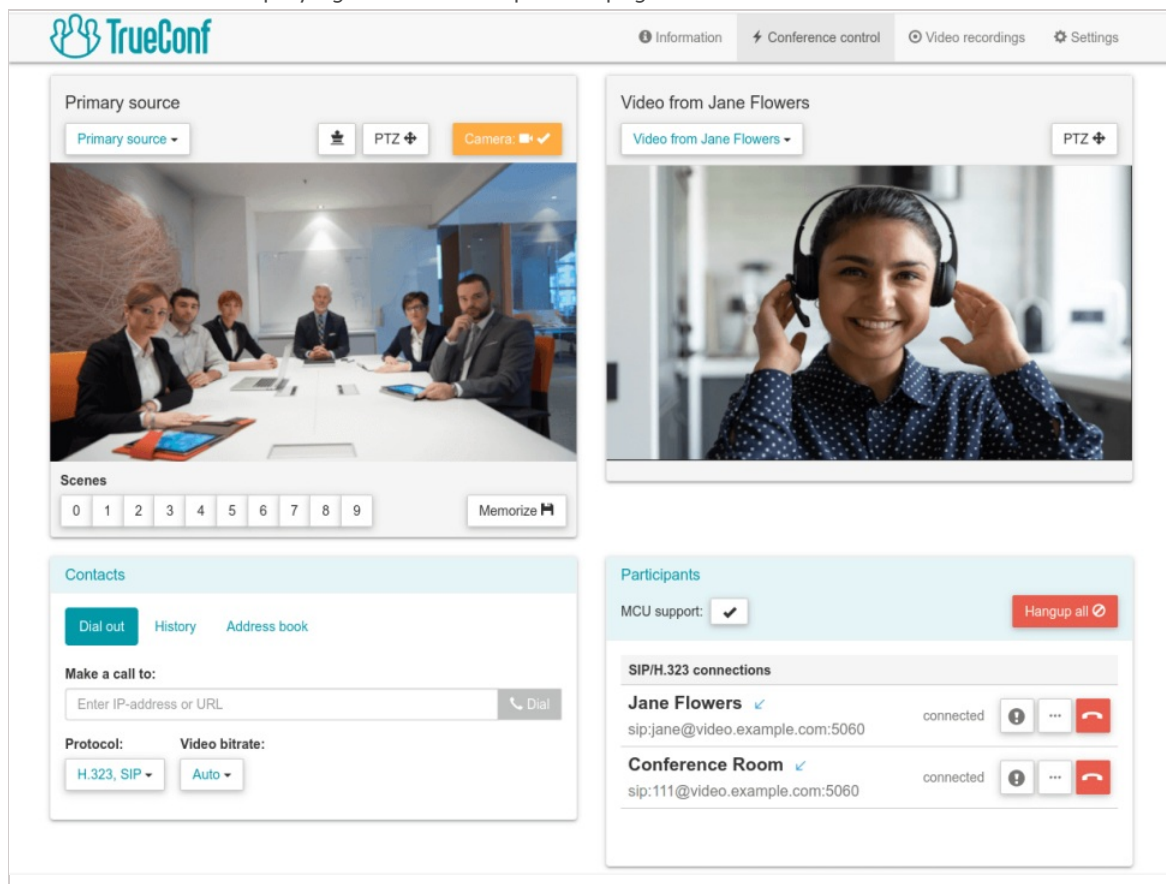 TrueConf
Information Conference control Video recordings Settings
Primary source
Primary source PTZ Camera:
Video from Jane Flowers
Video from Jane Flowers PTZ
Scenes
0 1 2 3 4 5 6 7 8 9 Memorize
Contacts
Dial out History Address book
Make a call to:
Enter IP-address or URL Dial
Protocol: Video bitrate:
H.323, SIP Auto
Participants
MCU support: Hangup all
SIP/H.323 connections
Jane Flowers
sip:jane@video.example.com:5060 connected
Conference Room
sip:111@video.example.com:5060 connected